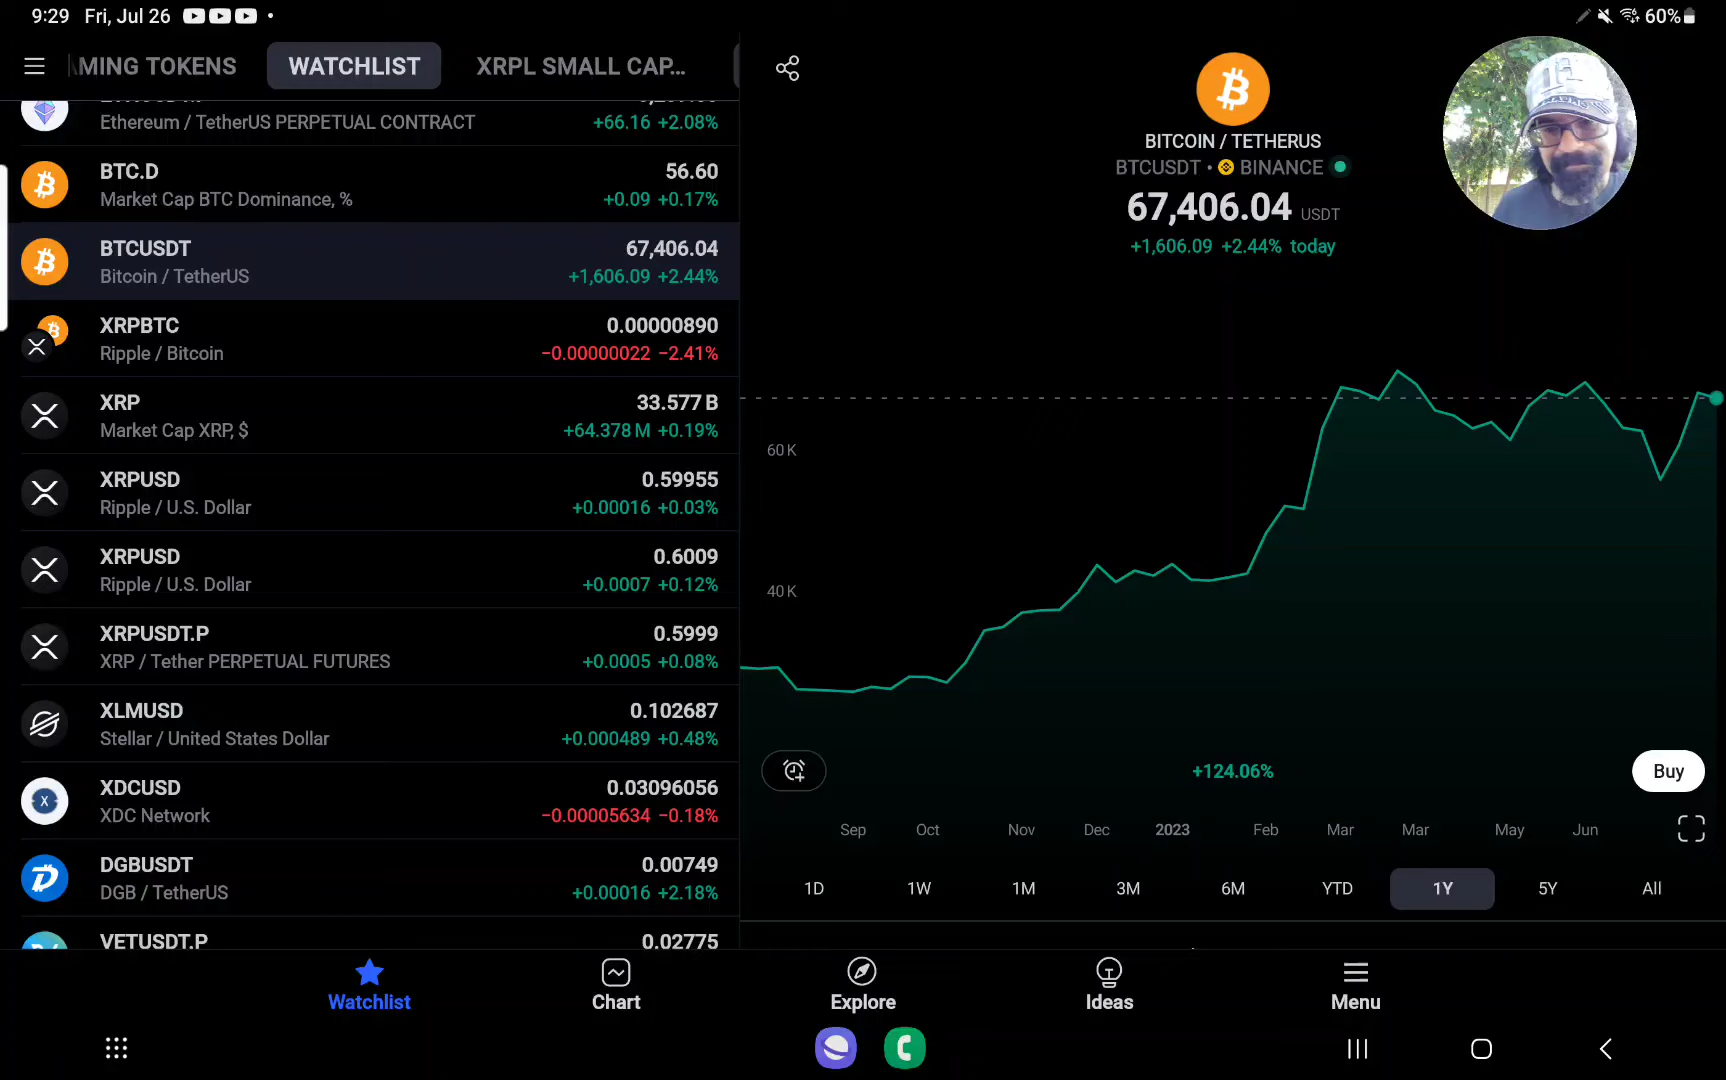 9:29 Fri, Jul 26
60%
MING TOKENS
WATCHLIST
XRPL SMALL CAP...
Ethereum / TetherUS PERPETUAL CONTRACT
+66.16 +2.08%
BTC.D
56.60
Market Cap BTC Dominance, %
+0.09 +0.17%
BTCUSDT
67,406.04
Bitcoin / TetherUS
+1,606.09 +2.44%
XRPBTC
0.00000890
Ripple / Bitcoin
−0.00000022 −2.41%
XRP
33.577 B
Market Cap XRP, $
+64.378 M +0.19%
XRPUSD
0.59955
Ripple / U.S. Dollar
+0.00016 +0.03%
XRPUSD
0.6009
Ripple / U.S. Dollar
+0.0007 +0.12%
XRPUSDT.P
0.5999
XRP / Tether PERPETUAL FUTURES
+0.0005 +0.08%
XLMUSD
0.102687
Stellar / United States Dollar
+0.000489 +0.48%
XDCUSD
0.03096056
XDC Network
−0.00005634 −0.18%
DGBUSDT
0.00749
DGB / TetherUS
+0.00016 +2.18%
VETUSDT.P
0.02775
BITCOIN / TETHERUS
BTCUSDT • BINANCE
67,406.04 USDT
+1,606.09 +2.44% today
60 K
40 K
+124.06%
Buy
Sep Oct Nov Dec 2023 Feb Mar Mar May Jun
1D 1W 1M 3M 6M YTD 1Y 5Y All
Watchlist Chart Explore Ideas Menu